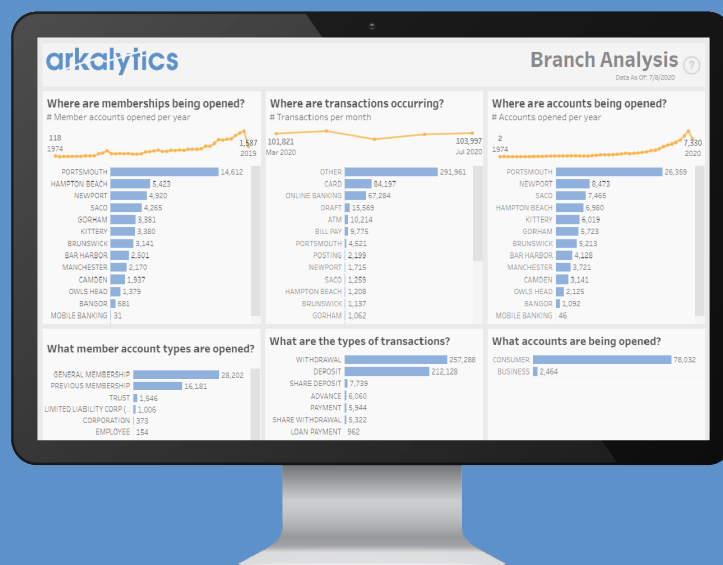 arkalytics
Branch Analysis ?
Data As Of: 7/8/2020
Where are memberships being opened?
# Member accounts opened per year
118
1974
1,587
2019
PORTSMOUTH 14,612
HAMPTON BEACH 5,423
NEWPORT 4,920
SACO 4,265
GORHAM 3,381
KITTERY 3,380
BRUNSWICK 3,141
BAR HARBOR 2,501
MANCHESTER 2,170
CAMDEN 1,937
OWLS HEAD 1,379
BANGOR 681
MOBILE BANKING 31
Where are transactions occurring?
# Transactions per month
101,821
Mar 2020
103,997
Jul 2020
OTHER 291,961
CARD 84,197
ONLINE BANKING 67,284
DRAFT 15,569
ATM 10,214
BILL PAY 9,775
PORTSMOUTH 4,521
POSTING 2,199
NEWPORT 1,715
SACO 1,259
HAMPTON BEACH 1,208
BRUNSWICK 1,137
GORHAM 1,062
Where are accounts being opened?
# Accounts opened per year
2
1974
7,330
2020
PORTSMOUTH 26,359
NEWPORT 8,473
SACO 7,465
HAMPTON BEACH 6,980
KITTERY 6,019
GORHAM 5,723
BRUNSWICK 5,213
BAR HARBOR 4,128
MANCHESTER 3,721
CAMDEN 3,141
OWLS HEAD 2,125
BANGOR 1,092
MOBILE BANKING 46
What member account types are opened?
GENERAL MEMBERSHIP 28,202
PREVIOUS MEMBERSHIP 16,181
TRUST 1,546
LIMITED LIABILITY CORP (.. 1,006
CORPORATION 373
EMPLOYEE 154
What are the types of transactions?
WITHDRAWAL 257,288
DEPOSIT 212,128
SHARE DEPOSIT 7,739
ADVANCE 6,060
PAYMENT 5,944
SHARE WITHDRAWAL 5,322
LOAN PAYMENT 962
What accounts are being opened?
CONSUMER 78,032
BUSINESS 2,464